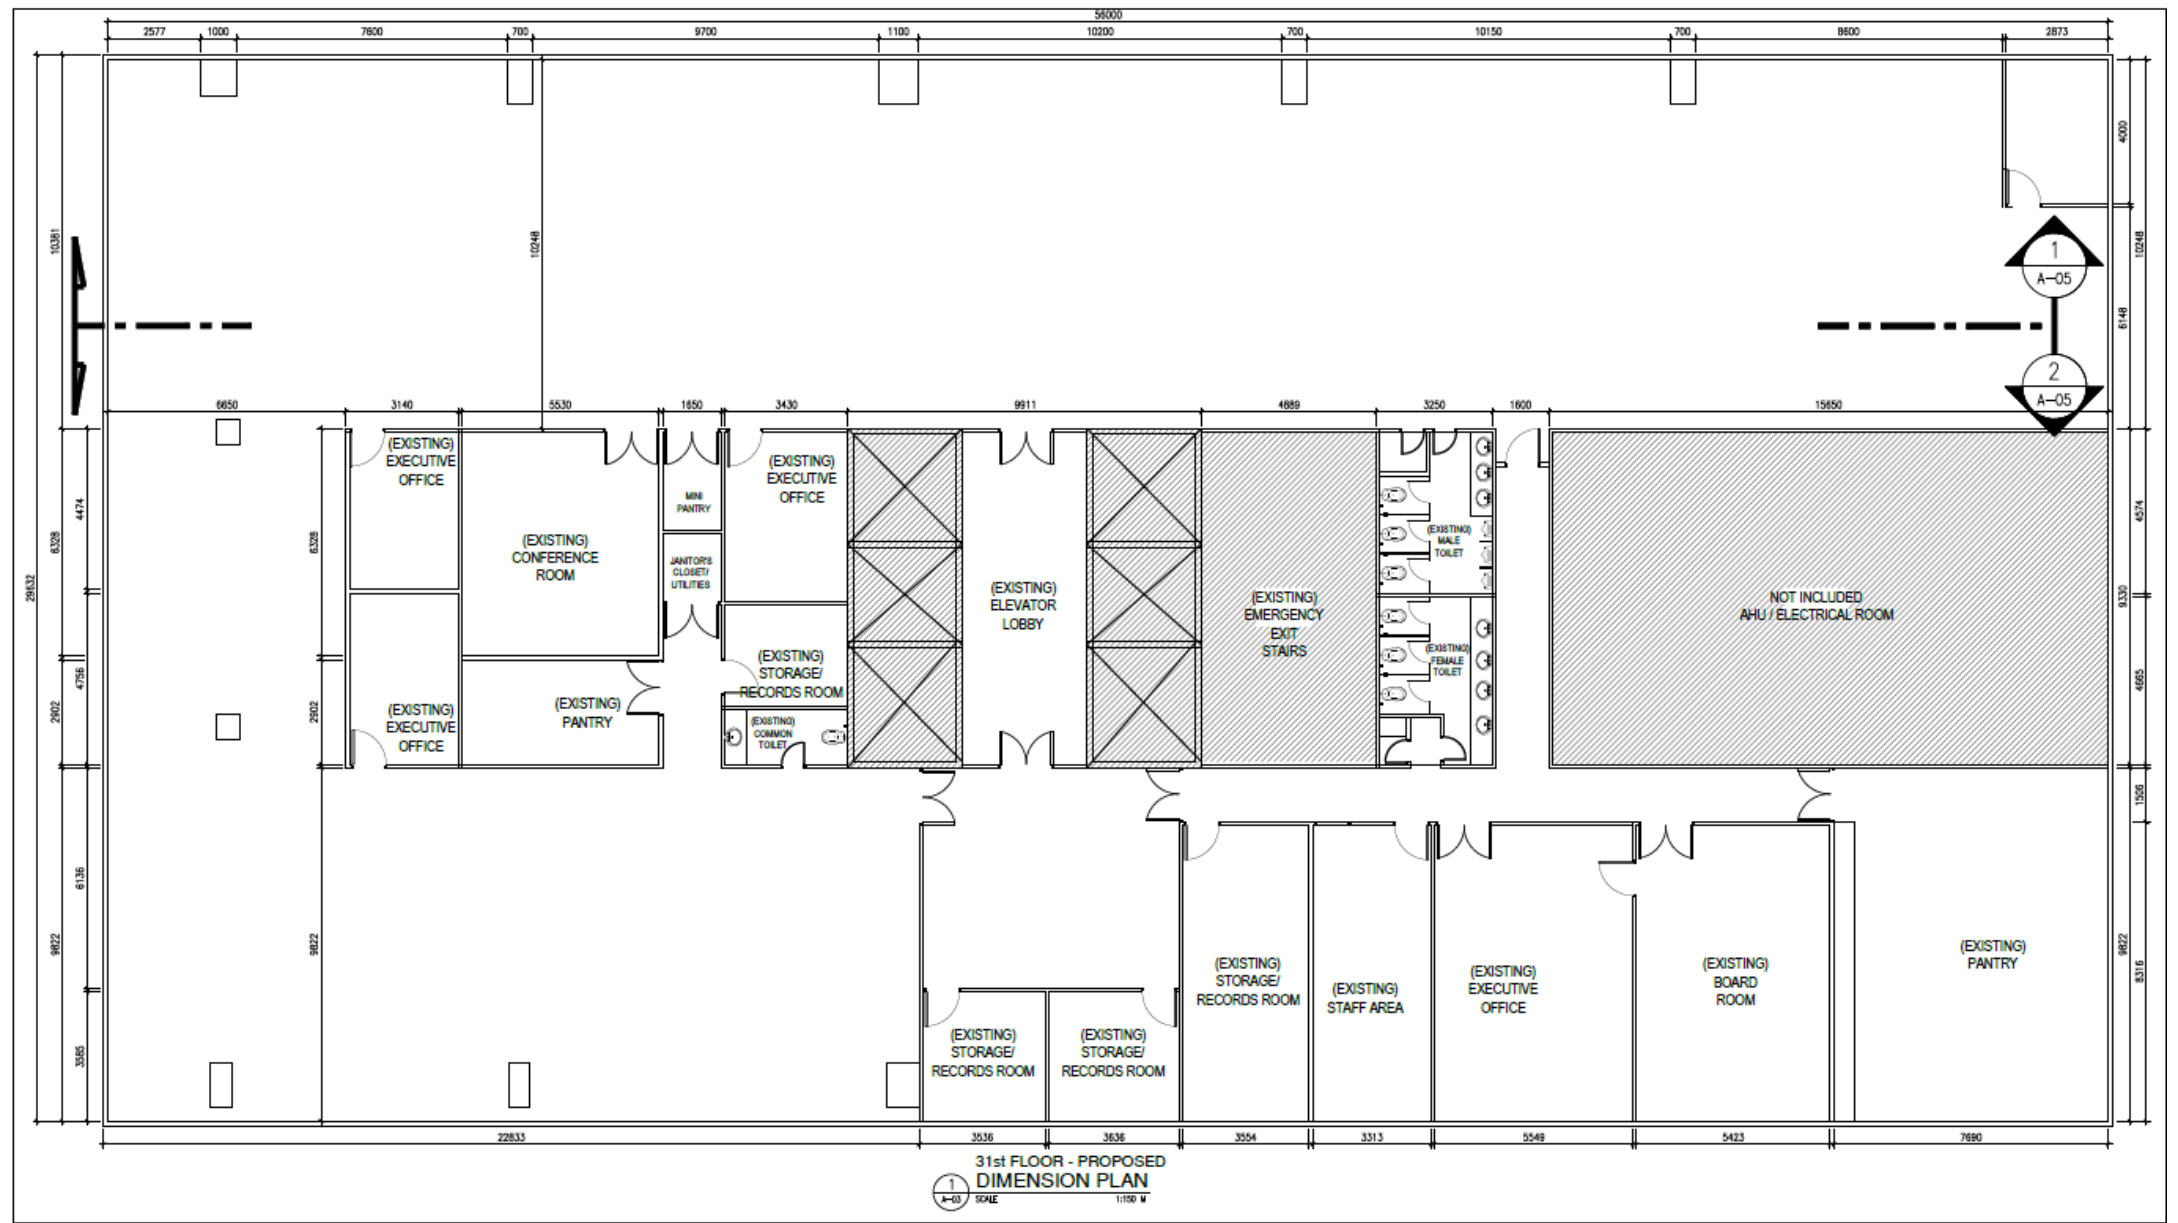 56000
2577 1000 7600 700 9700 1100 10200 700 10150 700 8600 2873
4000
10381
10248
10248
1
A-05
6148
2
A-05
6650 3140 5530 1650 3430 9911 4889 3250 1600 15650
(EXISTING)
EXECUTIVE
OFFICE
(EXISTING)
EXECUTIVE
OFFICE
MINI
PANTRY
4474
6328
6328
4574
(EXISTING)
CONFERENCE
ROOM
JANITOR'S
CLOSET/
UTILITIES
(EXISTING)
MALE
TOILET
29632
(EXISTING)
ELEVATOR
LOBBY
(EXISTING)
EMERGENCY
EXIT
STAIRS
NOT INCLUDED
AHU / ELECTRICAL ROOM
9330
(EXISTING)
STORAGE/
RECORDS ROOM
(EXISTING)
FEMALE
TOILET
4756
4665
2902
2902
(EXISTING)
EXECUTIVE
OFFICE
(EXISTING)
PANTRY
(EXISTING)
COMMON
TOILET
1506
6136
9822
9822
9822
8316
(EXISTING)
STORAGE/
RECORDS ROOM
(EXISTING)
STAFF AREA
(EXISTING)
EXECUTIVE
OFFICE
(EXISTING)
BOARD
ROOM
(EXISTING)
PANTRY
3585
(EXISTING)
STORAGE/
RECORDS ROOM
(EXISTING)
STORAGE/
RECORDS ROOM
22833 3536 3636 3554 3313 5549 5423 7690
31st FLOOR - PROPOSED
1
A-03
DIMENSION PLAN
SCALE 1:150 M